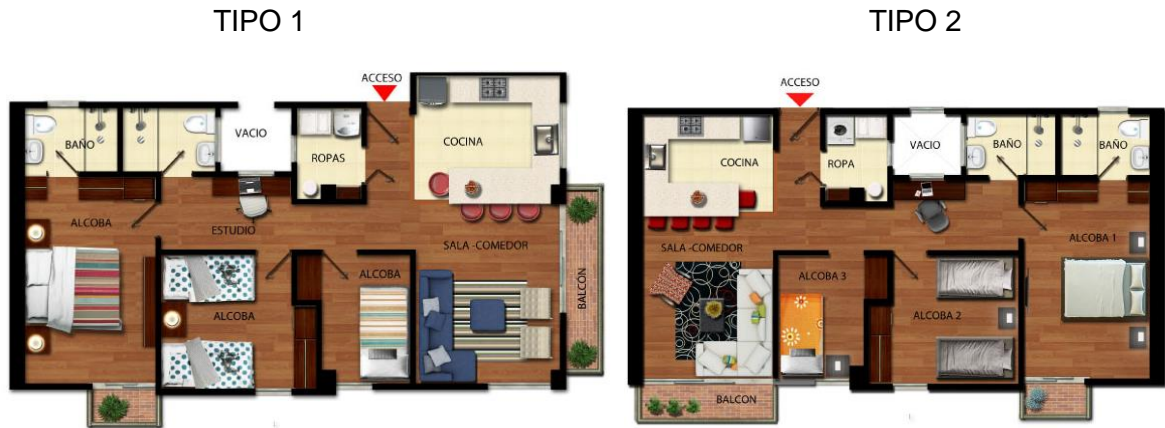 TIPO 1
ACCESO
BAÑO
VACIO
ROPAS
COCINA
ALCOBA
ESTUDIO
SALA -COMEDOR
ALCOBA
ALCOBA
BALCÓN
TIPO 2
ACCESO
COCINA
ROPA
VACIO
BAÑO
BAÑO
SALA -COMEDOR
ALCOBA 1
ALCOBA 3
ALCOBA 2
BALCON